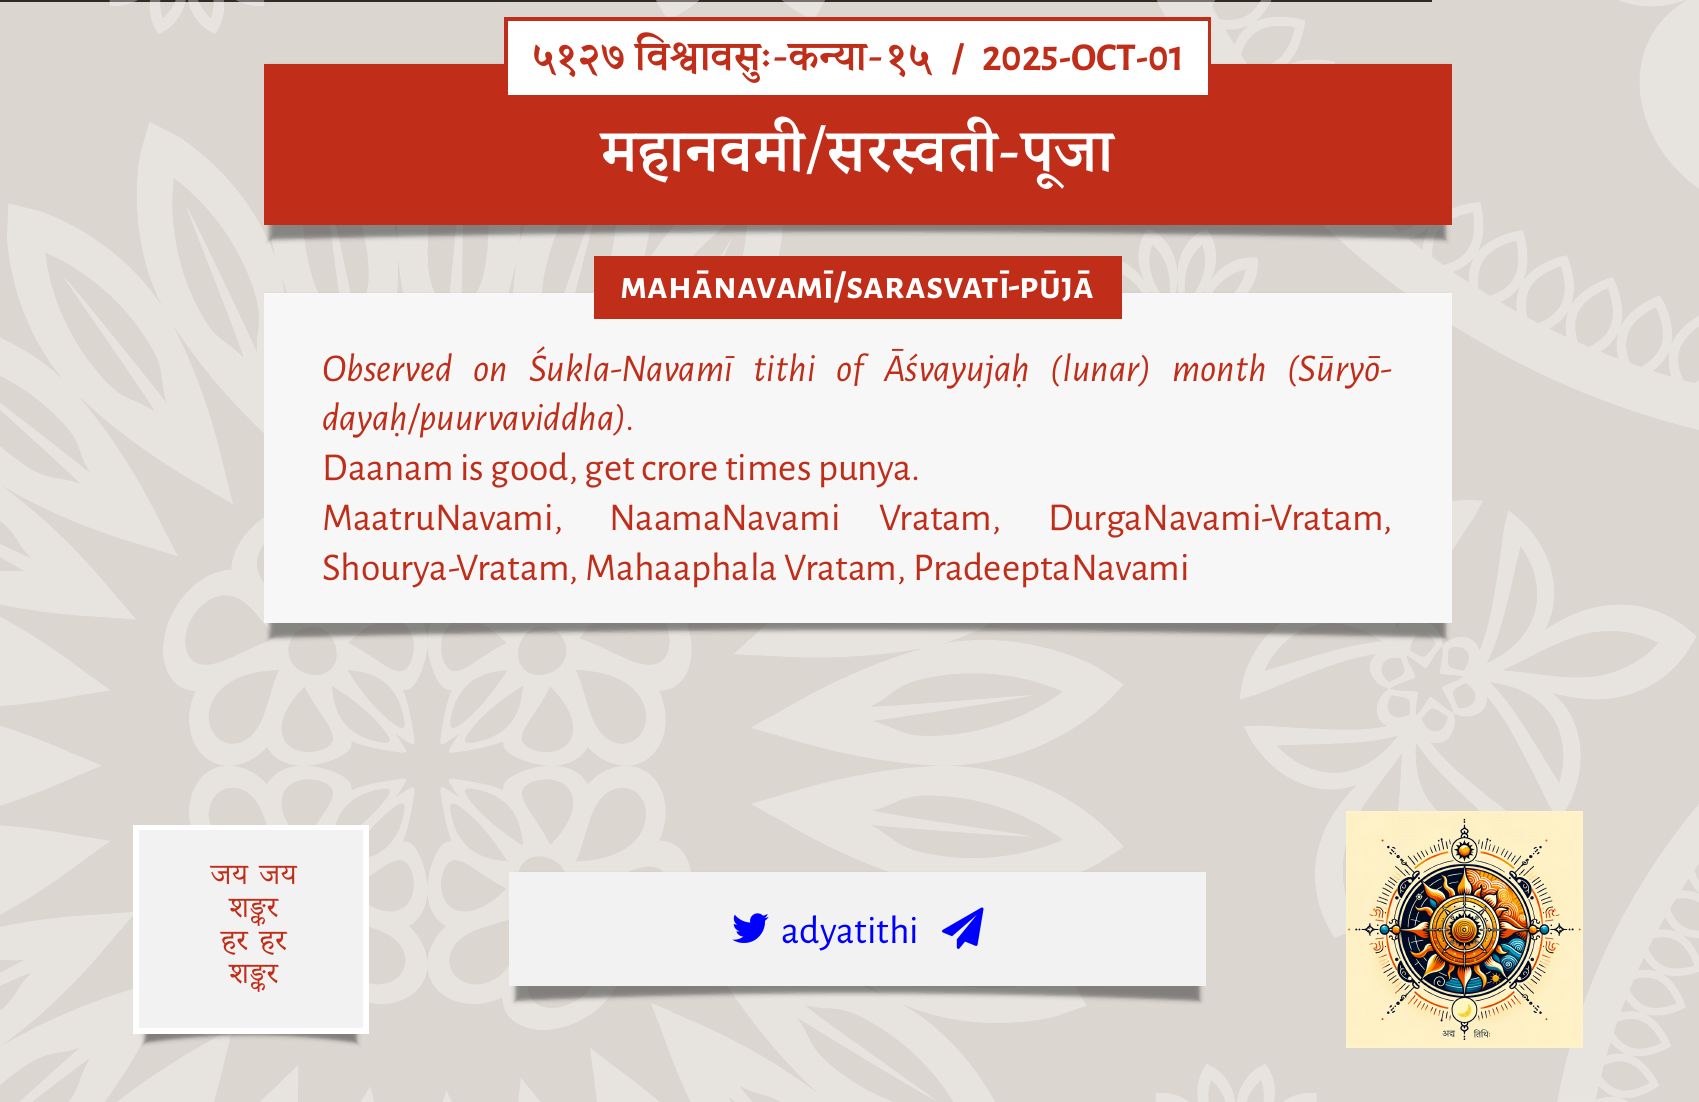 ५१२७ विश्वावसुः-कन्या-१५ / 2025-OCT-01
महानवमी/सरस्वती-पूजा
MAHĀNAVAMĪ/SARASVATĪ-PŪJĀ
Observed on Śukla-Navamī tithi of Āśvayujaḥ (lunar) month (Sūryō-
dayaḥ/puurvaviddha).
Daanam is good, get crore times punya.
MaatruNavami, NaamaNavami Vratam, DurgaNavami-Vratam,
Shourya-Vratam, Mahaaphala Vratam, PradeeptaNavami
जय जय
शङ्कर
हर हर
शङ्कर
adyatithi
अद्य तिथिः